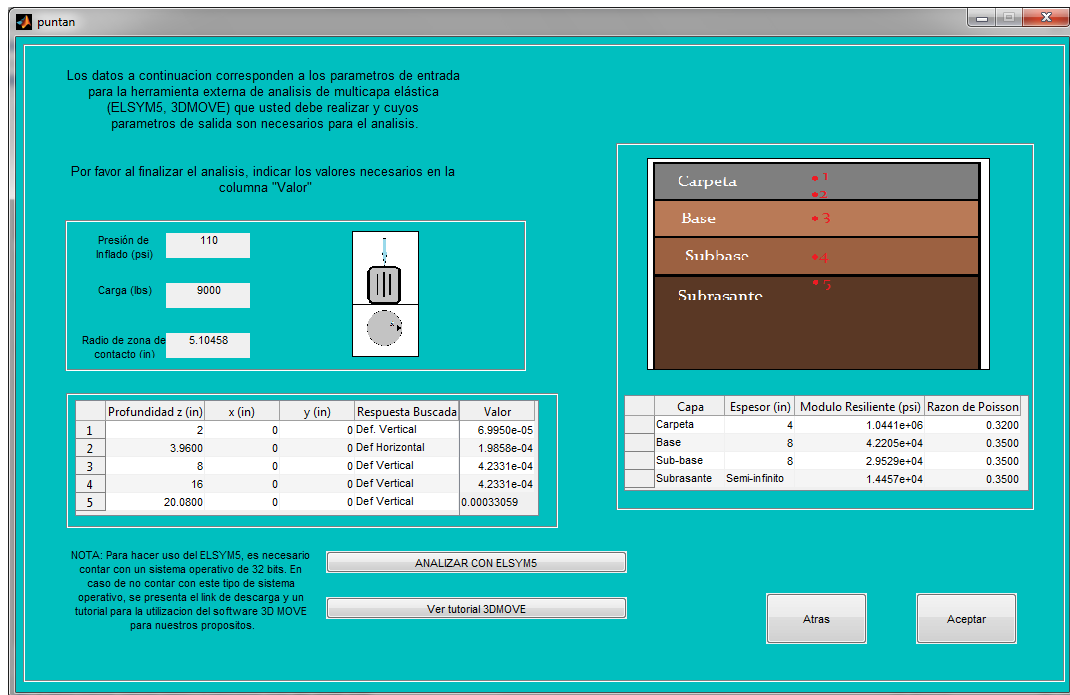 puntan
Los datos a continuacion corresponden a los parametros de entrada
para la herramienta externa de analisis de multicapa elástica
(ELSYM5, 3DMOVE) que usted debe realizar y cuyos
parametros de salida son necesarios para el analisis.
Por favor al finalizar el analisis, indicar los valores necesarios en la
columna "Valor"
Presión de
Inflado (psi)
110
Carga (lbs)
9000
Radio de zona de
contacto (in)
5.10458
Carpeta
1
2
Base
3
Subbase
4
5
Subrasante
Profundidad z (in) x (in) y (in) Respuesta Buscada Valor
1 2 0 0 Def. Vertical 6.9950e-05
2 3.9600 0 0 Def Horizontal 1.9858e-04
3 8 0 0 Def Vertical 4.2331e-04
4 16 0 0 Def Vertical 4.2331e-04
5 20.0800 0 0 Def Vertical 0.00033059
Capa Espesor (in) Modulo Resiliente (psi) Razon de Poisson
Carpeta 4 1.0441e+06 0.3200
Base 8 4.2205e+04 0.3500
Sub-base 8 2.9529e+04 0.3500
Subrasante Semi-infinito 1.4457e+04 0.3500
NOTA: Para hacer uso del ELSYM5, es necesario
contar con un sistema operativo de 32 bits. En
caso de no contar con este tipo de sistema
operativo, se presenta el link de descarga y un
tutorial para la utilizacion del software 3D MOVE
para nuestros propositos.
ANALIZAR CON ELSYM5
Ver tutorial 3DMOVE
Atras
Aceptar